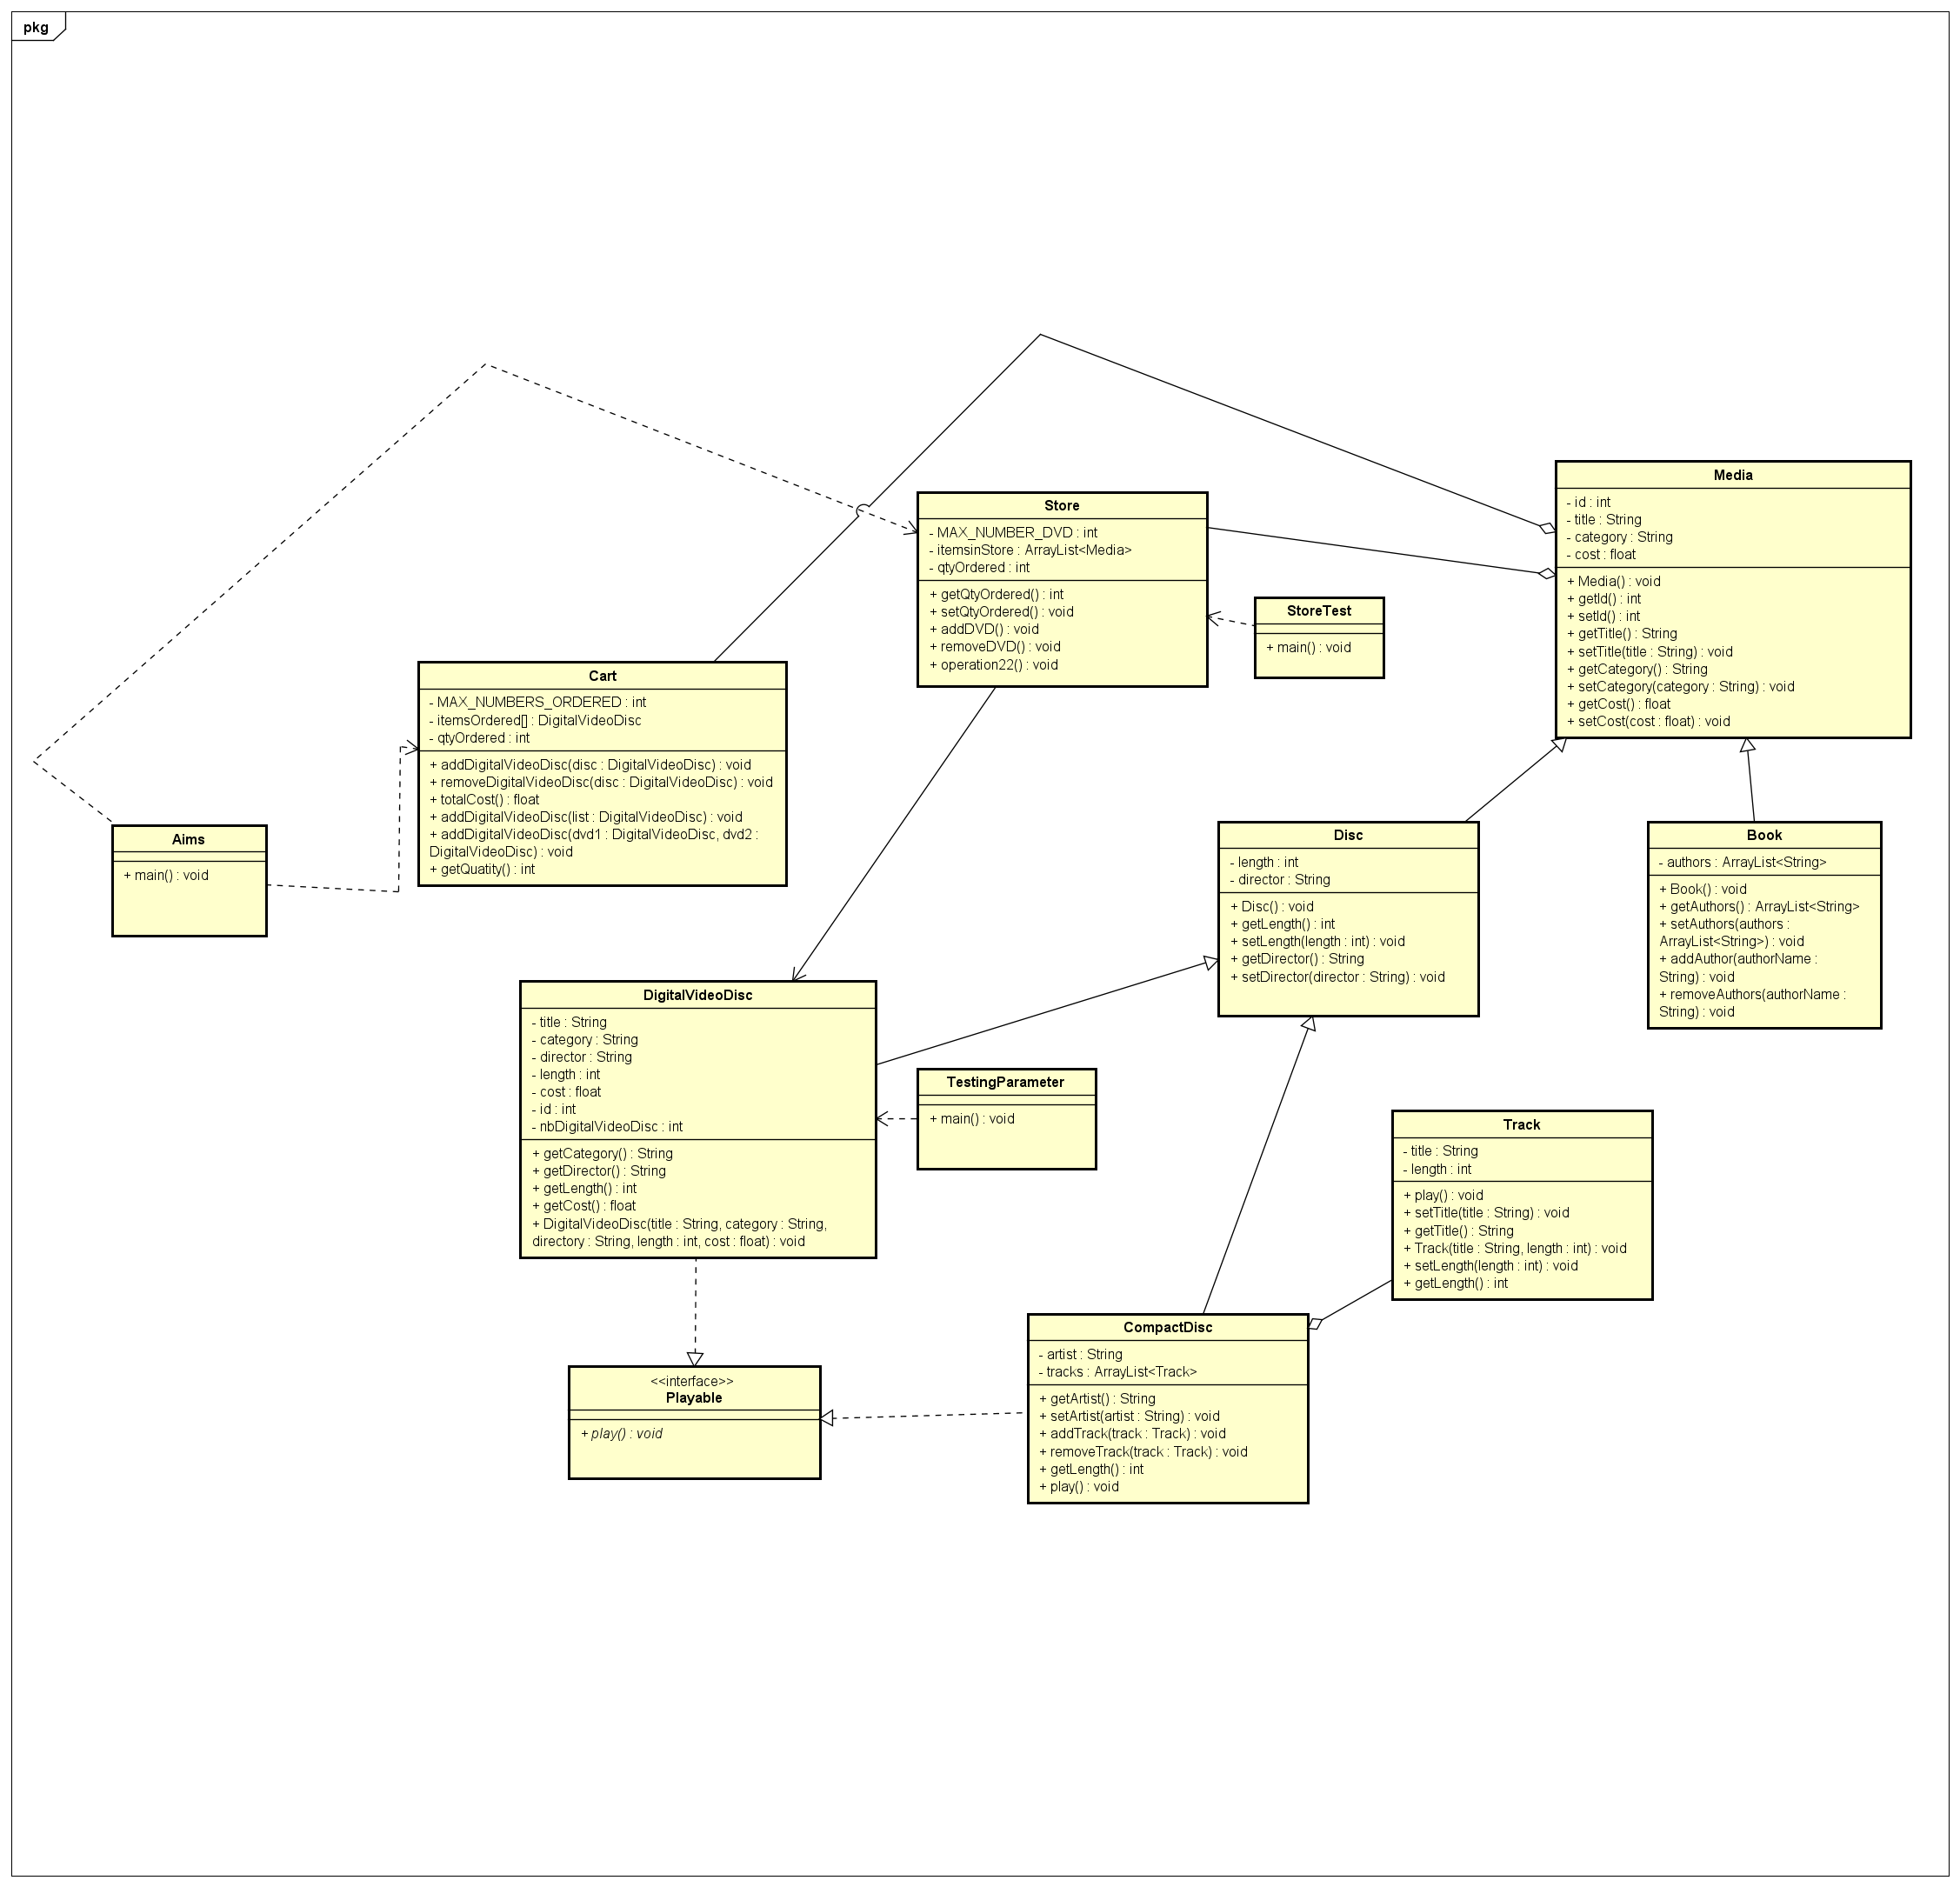 pkg
Media
- id : int
- title : String
- category : String
- cost : float
+ Media() : void
+ getId() : int
+ setId() : int
+ getTitle() : String
+ setTitle(title : String) : void
+ getCategory() : String
+ setCategory(category : String) : void
+ getCost() : float
+ setCost(cost : float) : void
Store
- MAX_NUMBER_DVD : int
- itemsinStore : ArrayList<Media>
- qtyOrdered : int
+ getQtyOrdered() : int
+ setQtyOrdered() : void
+ addDVD() : void
+ removeDVD() : void
+ operation22() : void
StoreTest
+ main() : void
Cart
- MAX_NUMBERS_ORDERED : int
- itemsOrdered[] : DigitalVideoDisc
- qtyOrdered : int
+ addDigitalVideoDisc(disc : DigitalVideoDisc) : void
+ removeDigitalVideoDisc(disc : DigitalVideoDisc) : void
+ totalCost() : float
+ addDigitalVideoDisc(list : DigitalVideoDisc) : void
+ addDigitalVideoDisc(dvd1 : DigitalVideoDisc, dvd2 :
DigitalVideoDisc) : void
+ getQuatity() : int
Aims
+ main() : void
Disc
- length : int
- director : String
+ Disc() : void
+ getLength() : int
+ setLength(length : int) : void
+ getDirector() : String
+ setDirector(director : String) : void
Book
- authors : ArrayList<String>
+ Book() : void
+ getAuthors() : ArrayList<String>
+ setAuthors(authors :
ArrayList<String>) : void
+ addAuthor(authorName :
String) : void
+ removeAuthors(authorName :
String) : void
DigitalVideoDisc
- title : String
- category : String
- director : String
- length : int
- cost : float
- id : int
- nbDigitalVideoDisc : int
+ getCategory() : String
+ getDirector() : String
+ getLength() : int
+ getCost() : float
+ DigitalVideoDisc(title : String, category : String,
directory : String, length : int, cost : float) : void
TestingParameter
+ main() : void
Track
- title : String
- length : int
+ play() : void
+ setTitle(title : String) : void
+ getTitle() : String
+ Track(title : String, length : int) : void
+ setLength(length : int) : void
+ getLength() : int
CompactDisc
- artist : String
- tracks : ArrayList<Track>
+ getArtist() : String
+ setArtist(artist : String) : void
+ addTrack(track : Track) : void
+ removeTrack(track : Track) : void
+ getLength() : int
+ play() : void
<<interface>>
Playable
+ play() : void